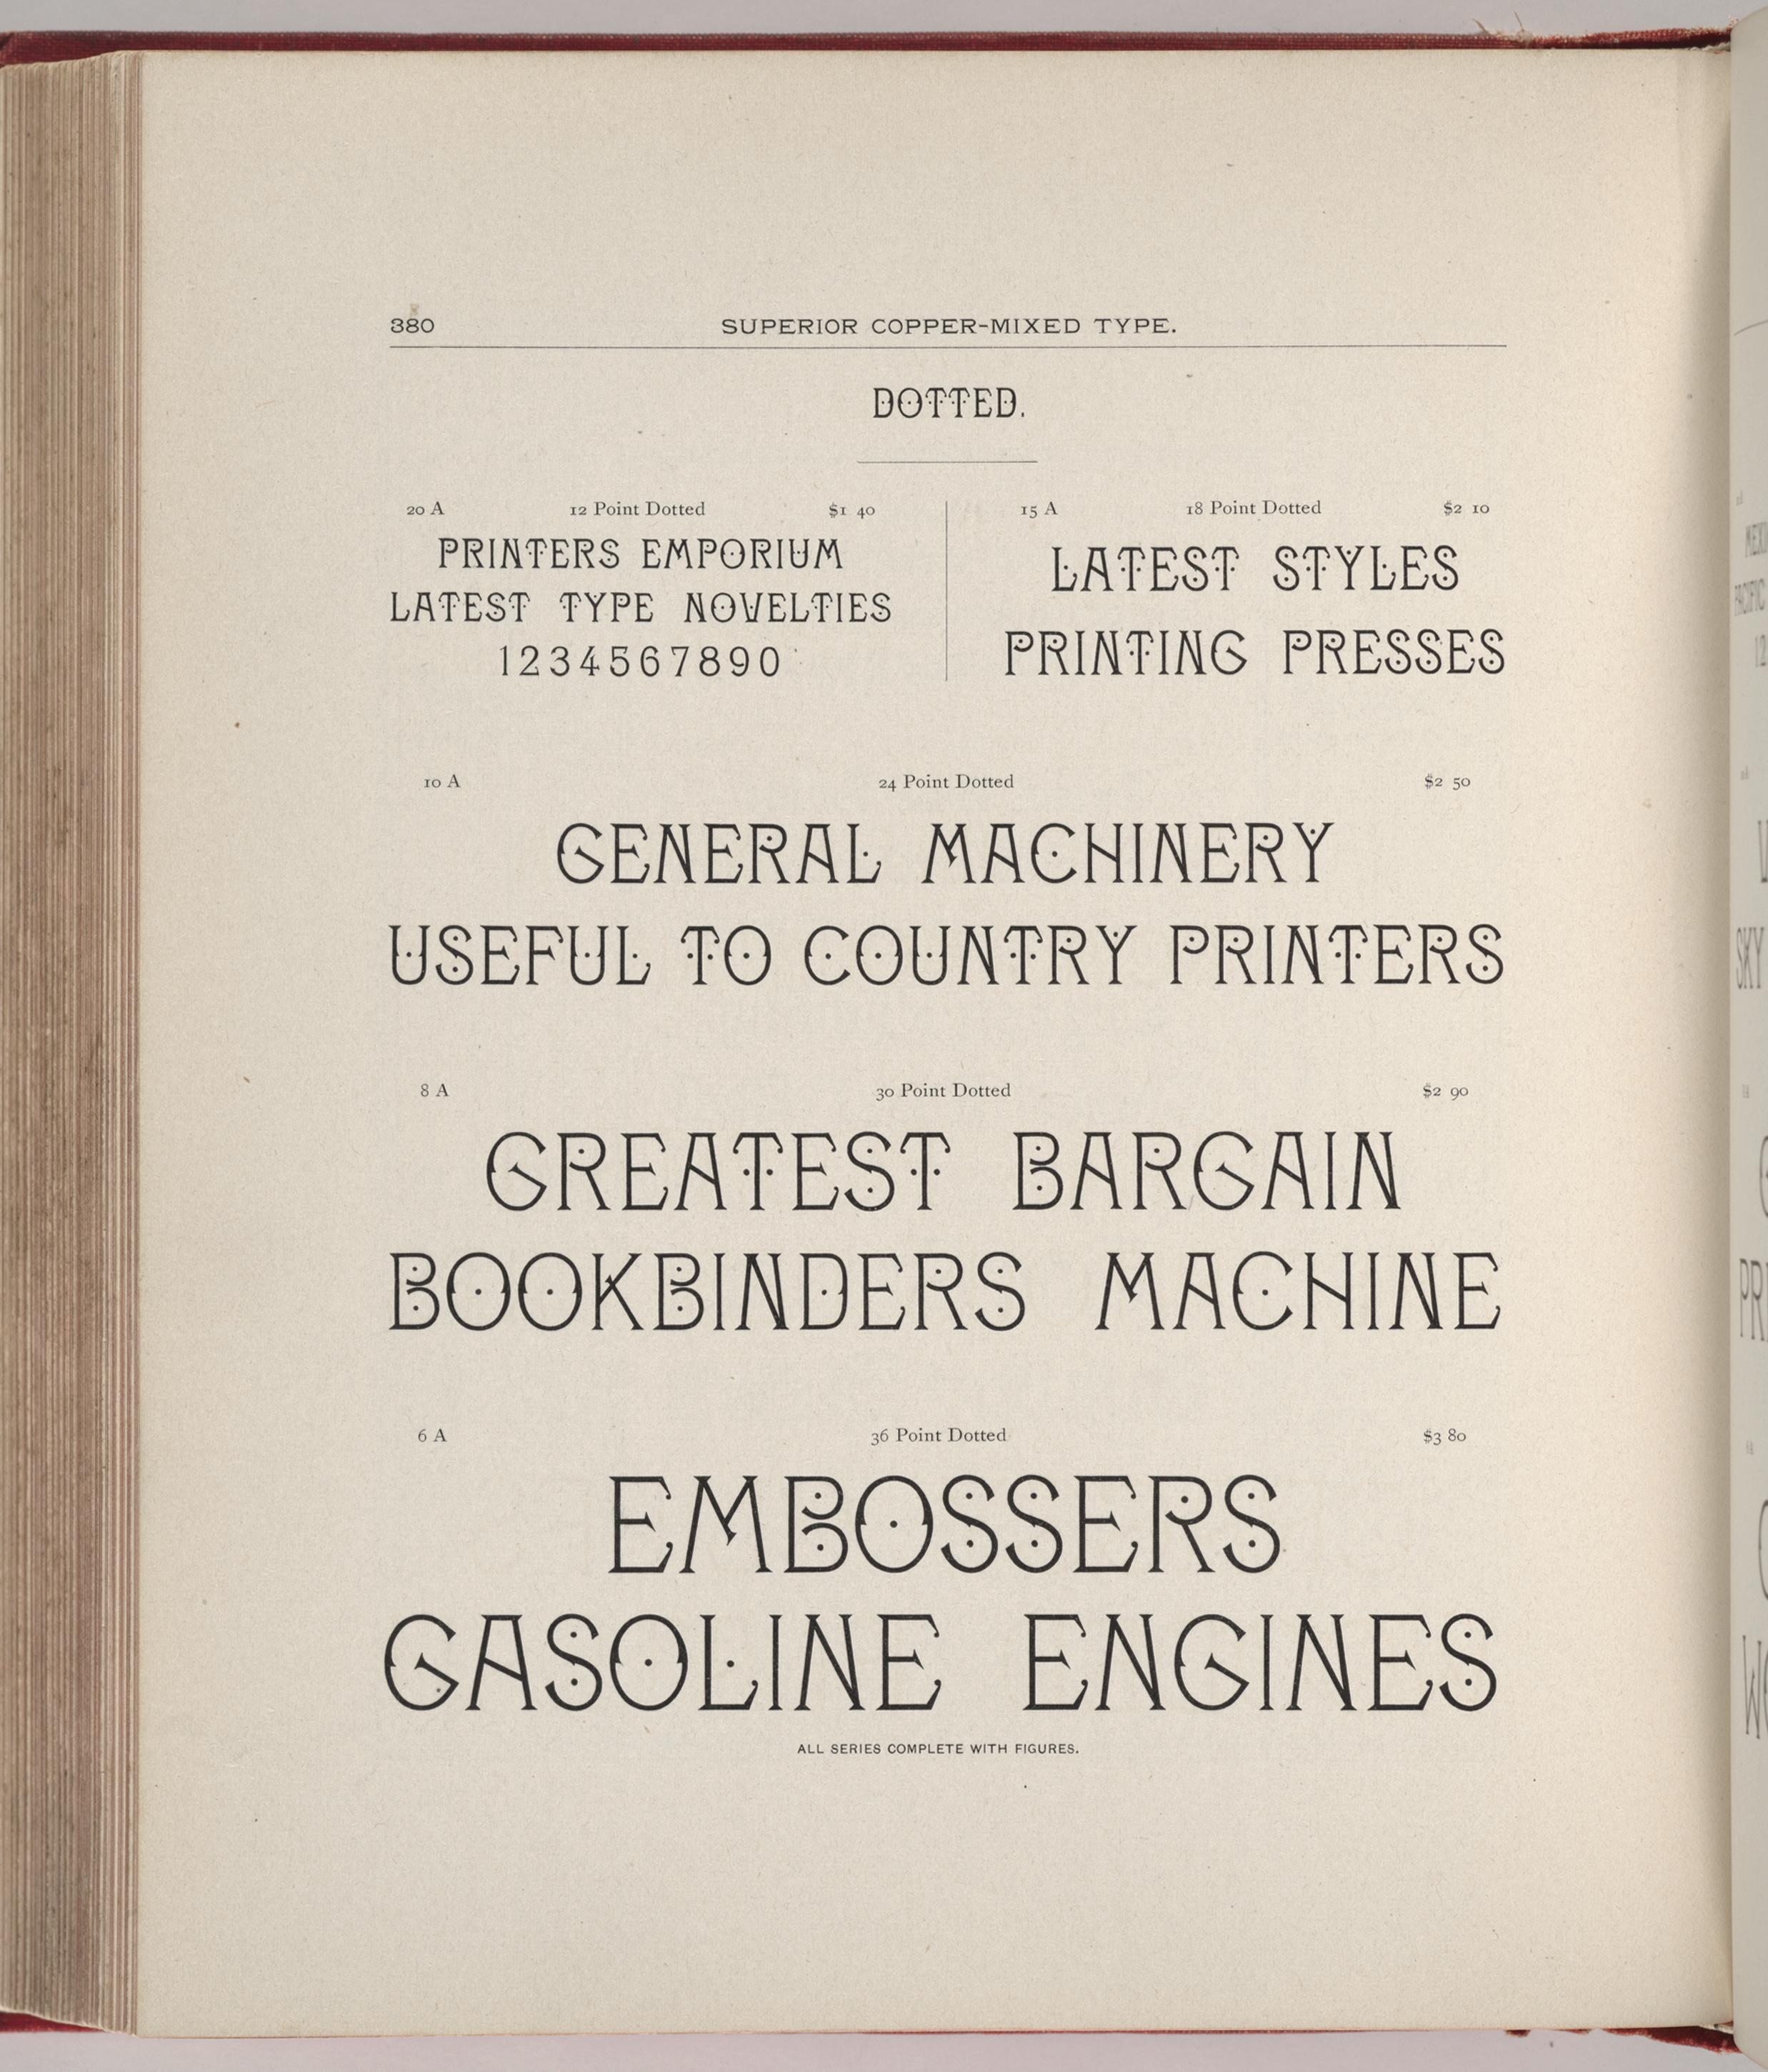 380 SUPERIOR COPPER-MIXED TYPE.
DOTTED.
20 A 12 Point Dotted $1 40
PRINTERS EMPORIUM
LATEST TYPE NOVELTIES
1234567890
15 A 18 Point Dotted $2 10
LATEST STYLES
PRINTING PRESSES
10 A 24 Point Dotted $2 50
GENERAL MACHINERY
USEFUL TO COUNTRY PRINTERS
8 A 30 Point Dotted $2 90
GREATEST BARGAIN
BOOKBINDERS MACHINE
6 A 36 Point Dotted $3 80
EMBOSSERS
GASOLINE ENGINES
ALL SERIES COMPLETE WITH FIGURES.